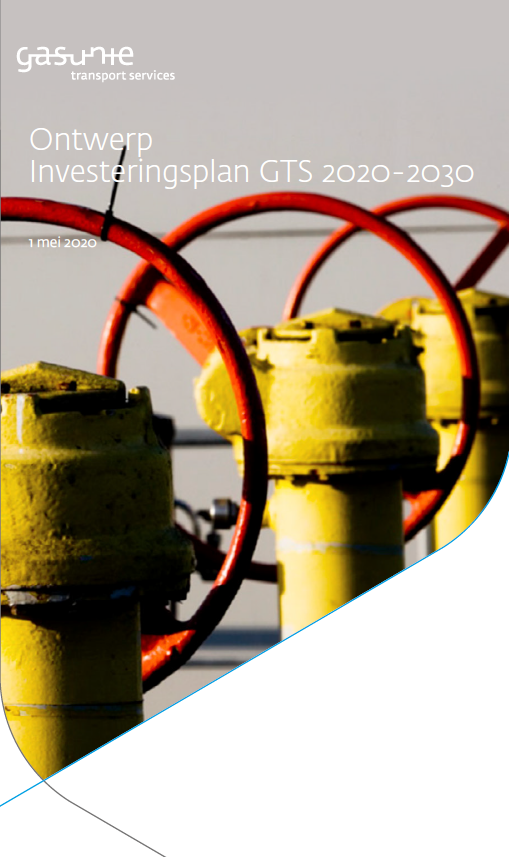 gasunie
transport services
Ontwerp
Investeringsplan GTS 2020-2030
1 mei 2020